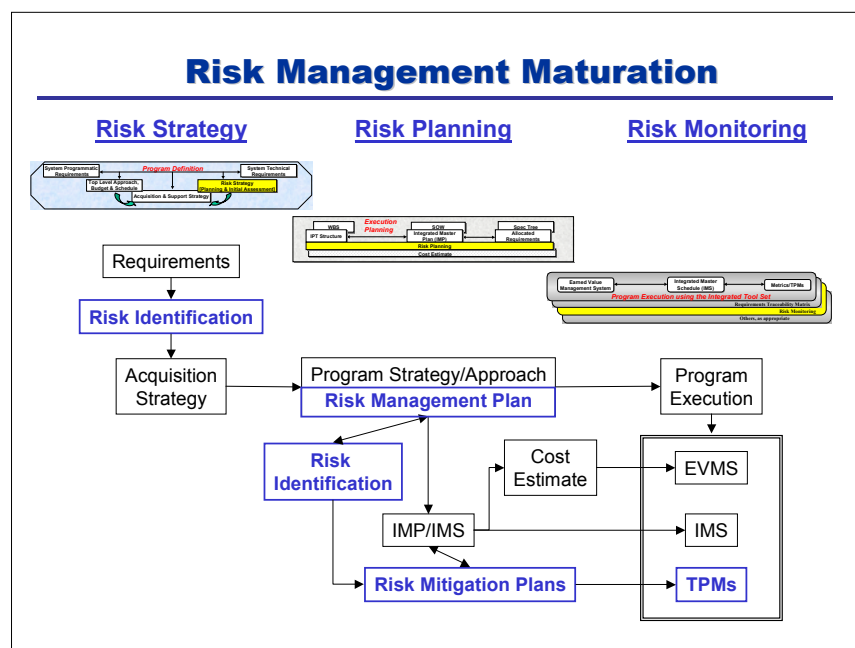 Risk Management Maturation
Risk Strategy
Risk Planning
Risk Monitoring
Program Definition
System Programmatic
Requirements
System Technical
Requirements
Top Level Approach,
Budget & Schedule
Risk Strategy
[Planning & Initial Assessment]
Acquisition & Support Strategy
WBS
Execution
Planning
SOW
Spec Tree
IPT Structure
Integrated Master
Plan (IMP)
Allocated
Requirements
Risk Planning
Cost Estimate
Earned Value
Management System
Integrated Master
Schedule (IMS)
Metrics/TPMs
Program Execution using the Integrated Tool Set
Requirements Traceability Matrix
Risk Monitoring
Others, as appropriate
Requirements
Risk Identification
Acquisition
Strategy
Program Strategy/Approach
Risk Management Plan
Program
Execution
Risk
Identification
Cost
Estimate
EVMS
IMP/IMS
IMS
Risk Mitigation Plans
TPMs